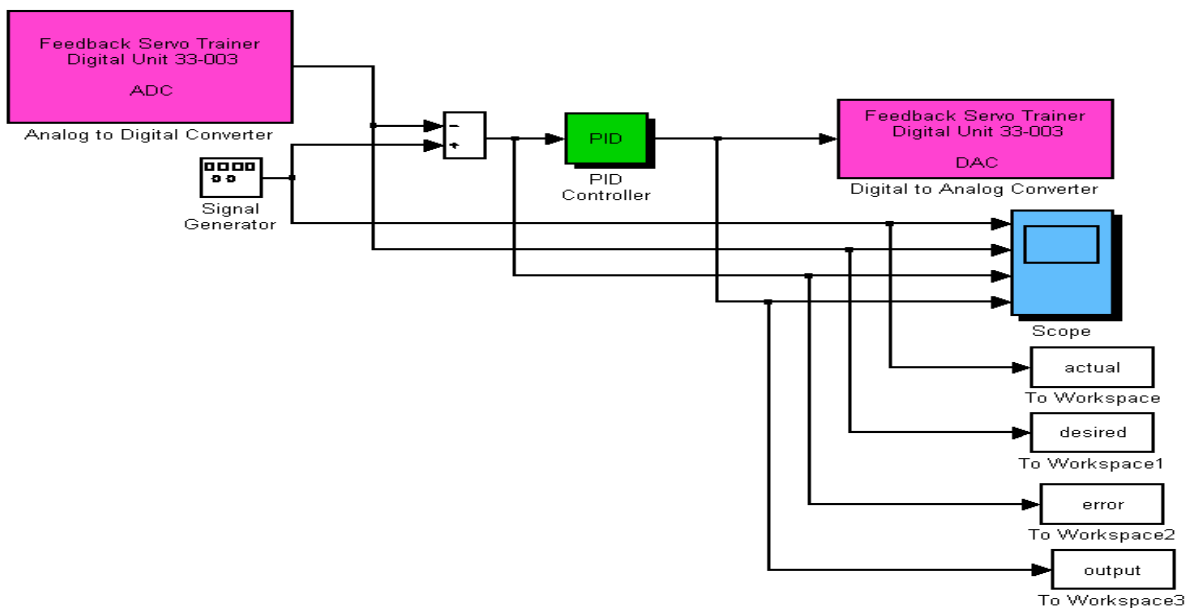 Feedback Servo Trainer
Digital Unit 33-003
ADC
Analog to Digital Converter
Signal
Generator
−
+
PID
PID
Controller
Feedback Servo Trainer
Digital Unit 33-003
DAC
Digital to Analog Converter
Scope
actual
To Workspace
desired
To Workspace1
error
To Workspace2
output
To Workspace3